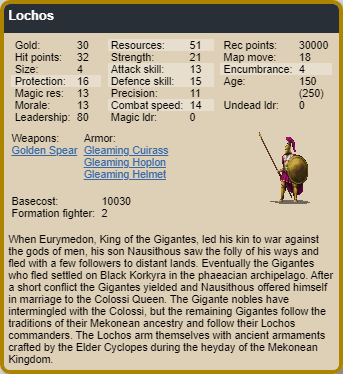 Lochos
Gold: 30 Resources: 51 Rec points: 30000
Hit points: 32 Strength: 21 Map move: 18
Size: 4 Attack skill: 13 Encumbrance: 4
Protection: 16 Defence skill: 15 Age: 150
Magic res: 13 Precision: 11 (250)
Morale: 13 Combat speed: 14 Undead ldr: 0
Leadership: 80 Magic ldr: 0
Weapons: Armor:
Golden Spear Gleaming Cuirass
Gleaming Hoplon
Gleaming Helmet
Basecost: 10030
Formation fighter: 2
When Eurymedon, King of the Gigantes, led his kin to war against
the gods of men, his son Nausithous saw the folly of his ways and
fled with a few followers to distant lands. Eventually the Gigantes
who fled settled on Black Korkyra in the phaeacian archipelago. After
a short conflict the Gigantes yielded and Nausithous offered himself
in marriage to the Colossi Queen. The Gigante nobles have
intermingled with the Colossi, but the remaining Gigantes follow the
traditions of their Mekonean ancestry and follow their Lochos
commanders. The Lochos arm themselves with ancient armaments
crafted by the Elder Cyclopes during the heyday of the Mekonean
Kingdom.